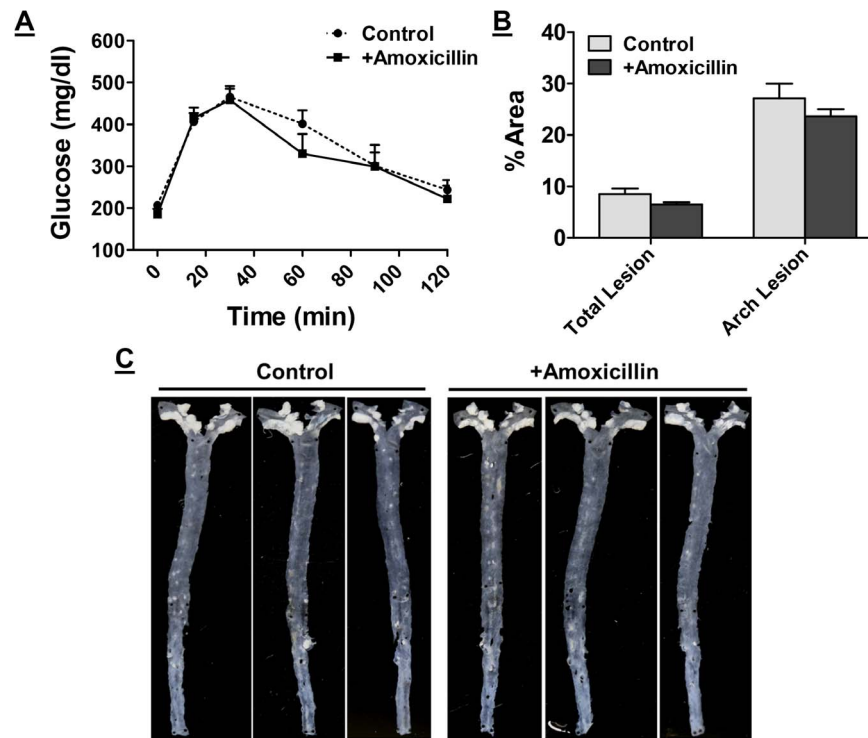 A
Glucose (mg/dl)
600
500
400
300
200
100
0
20
40
60
80
100
120
Time (min)
Control
+Amoxicillin
B
% Area
40
30
20
10
0
Control
+Amoxicillin
Total Lesion
Arch Lesion
C
Control
+Amoxicillin